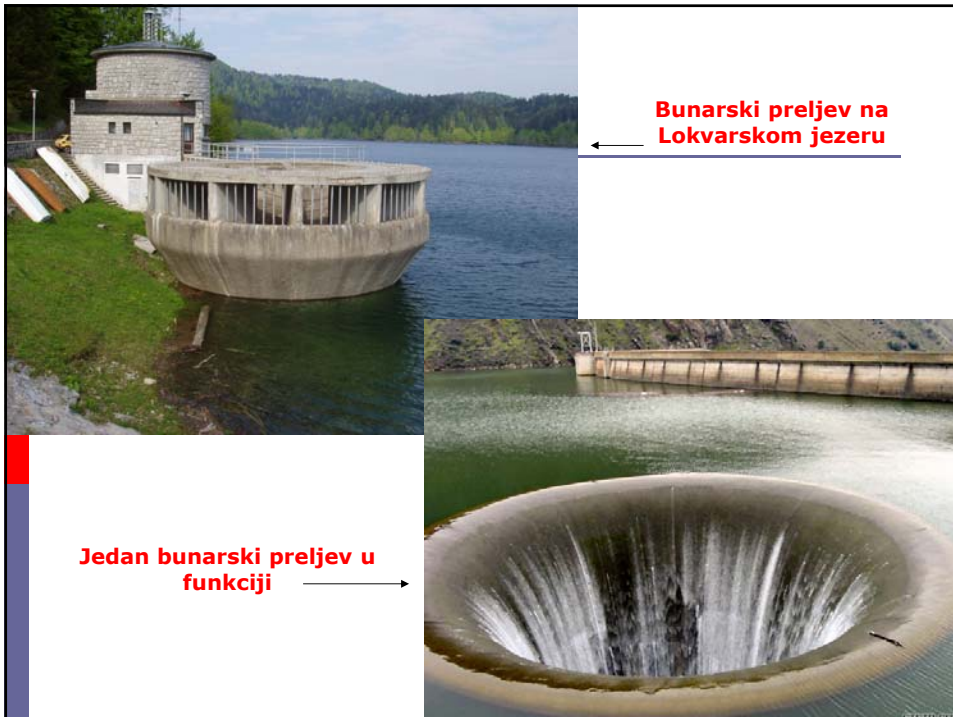 Bunarski preljev na
Lokvarskom jezeru
Jedan bunarski preljev u
funkciji